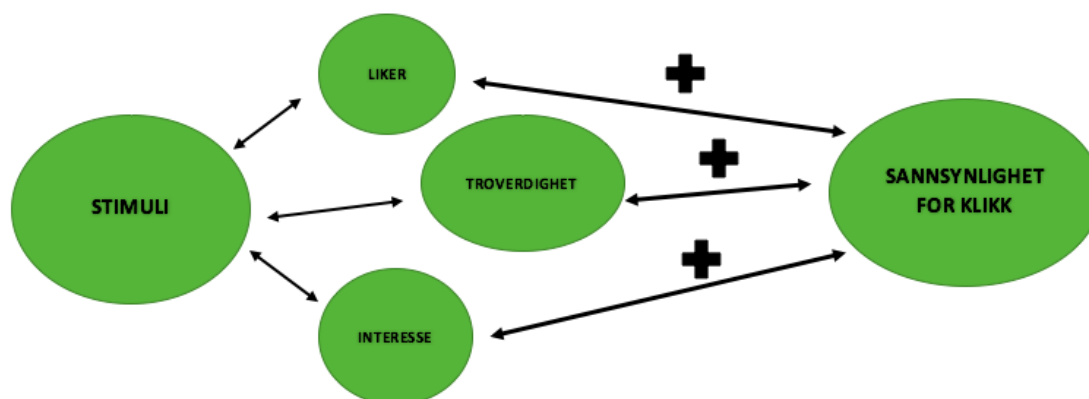 LIKER
STIMULI
TROVERDIGHET
INTERESSE
SANNSYNLIGHET
FOR KLIKK